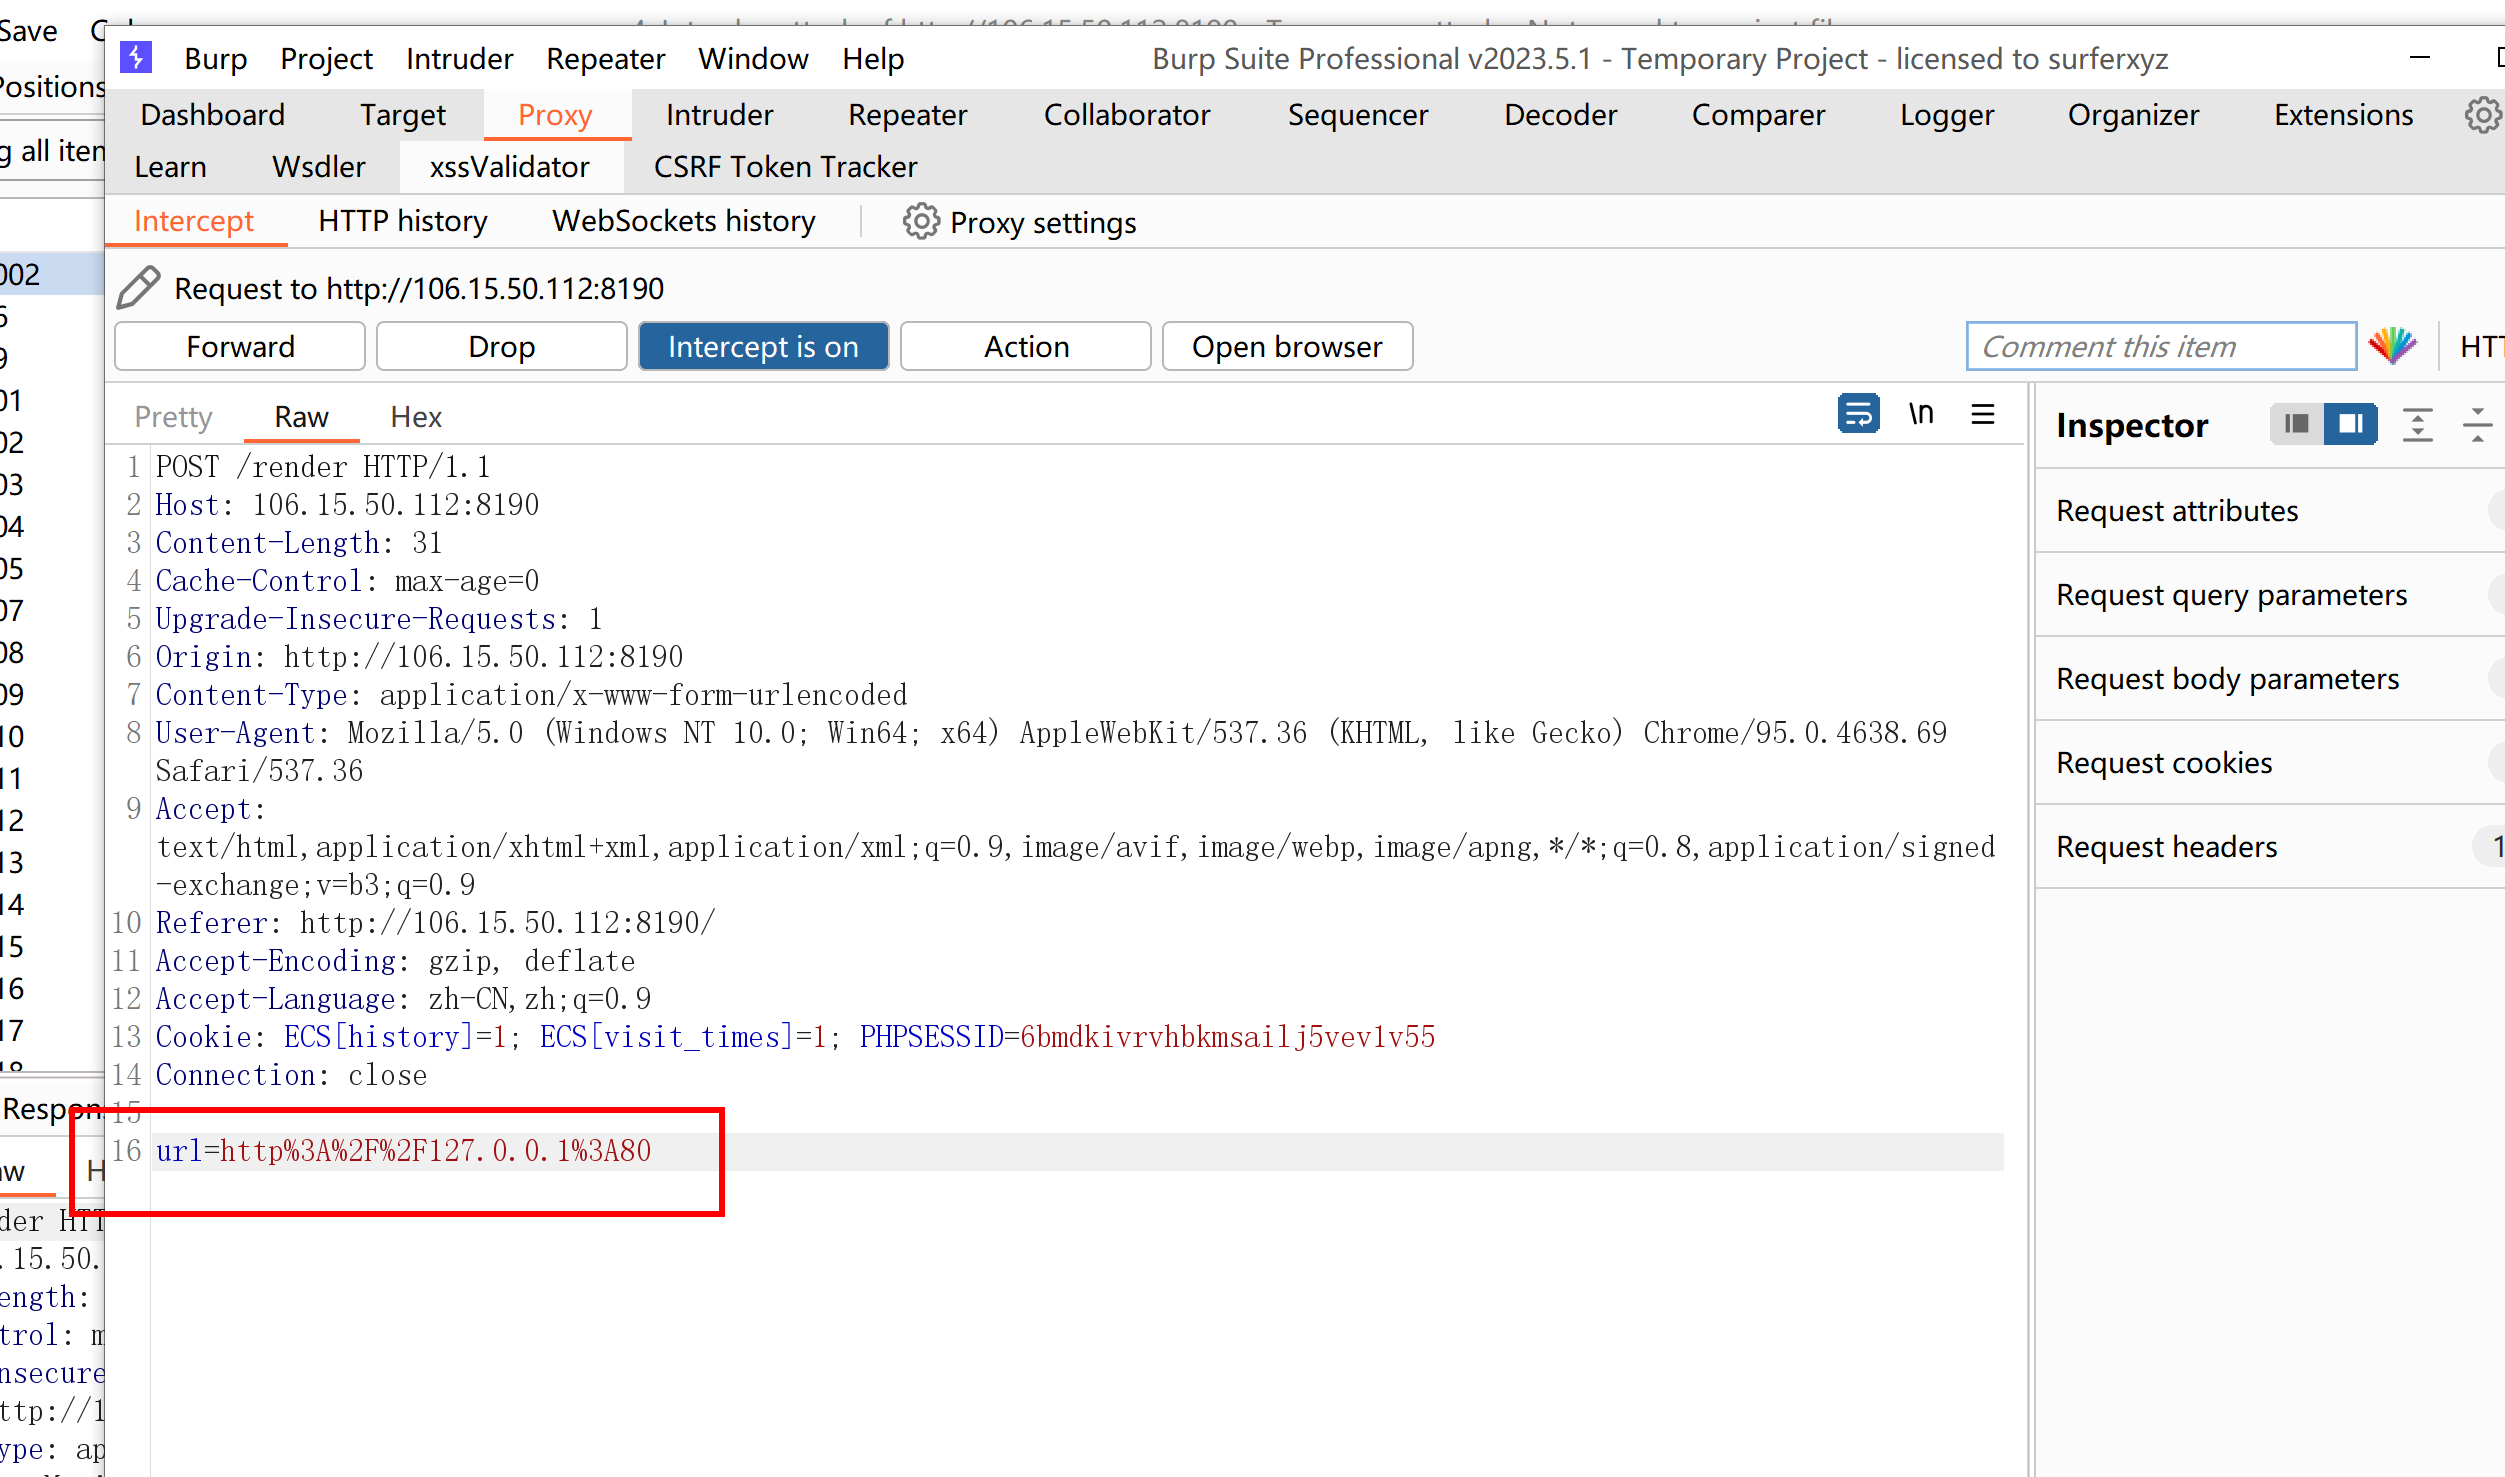 Save
Burp Project Intruder Repeater Window Help Burp Suite Professional v2023.5.1 - Temporary Project - licensed to surferxyz
Positions
Dashboard Target Proxy Intruder Repeater Collaborator Sequencer Decoder Comparer Logger Organizer Extensions
g all iten
Learn Wsdler xssValidator CSRF Token Tracker
Intercept HTTP history WebSockets history Proxy settings
002
Request to http://106.15.50.112:8190
6
Forward Drop Intercept is on Action Open browser Comment this item HTT
9
01
Pretty Raw Hex \n Inspector
02
1 POST /render HTTP/1.1
03
2 Host: 106.15.50.112:8190
Request attributes
04
3 Content-Length: 31
05
4 Cache-Control: max-age=0
Request query parameters
07
5 Upgrade-Insecure-Requests: 1
08
6 Origin: http://106.15.50.112:8190
Request body parameters
09
7 Content-Type: application/x-www-form-urlencoded
10
8 User-Agent: Mozilla/5.0 (Windows NT 10.0; Win64; x64) AppleWebKit/537.36 (KHTML, like Gecko) Chrome/95.0.4638.69
Safari/537.36
Request cookies
11
12
9 Accept:
text/html,application/xhtml+xml,application/xml;q=0.9,image/avif,image/webp,image/apng,*/*;q=0.8,application/signed
-exchange;v=b3;q=0.9
Request headers 1
13
14
10 Referer: http://106.15.50.112:8190/
15
11 Accept-Encoding: gzip, deflate
16
12 Accept-Language: zh-CN,zh;q=0.9
17
13 Cookie: ECS[history]=1; ECS[visit_times]=1; PHPSESSID=6bmdkivrvhbkmsailj5vev1v55
18
14 Connection: close
Respon
15
16 url=http%3A%2F%2F127.0.0.1%3A80
aw H
der HTT
.15.50.
ength:
trol: m
nsecure
ttp://1
ype: ap